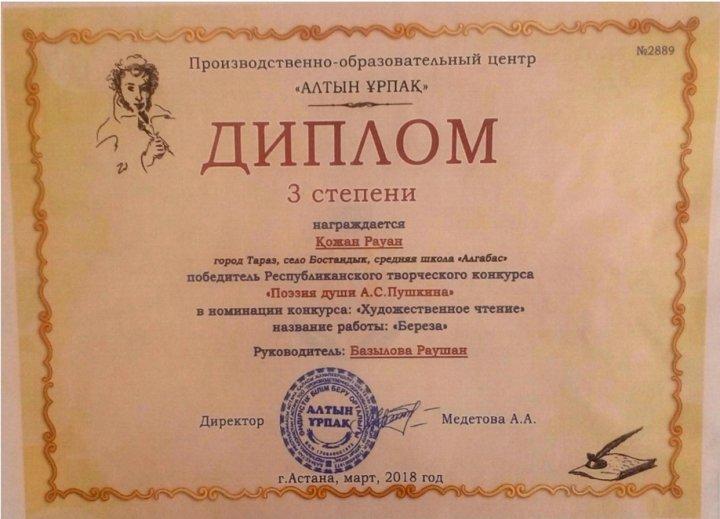 №2889
Производственно-образовательный центр
«АЛТЫН ҰРПАҚ»
ДИПЛОМ
3 степени
награждается
Қожан Рауан
город Тараз, село Бостандык, средняя школа «Алгабас»
победитель Республиканского творческого конкурса
«Поэзия души А.С.Пушкина»
в номинации конкурса: «Художественное чтение»
название работы: «Береза»
Руководитель: Базылова Раушан
Директор
АЛТЫН
ҰРПАҚ
Медетова А.А.
г.Астана, март, 2018 год